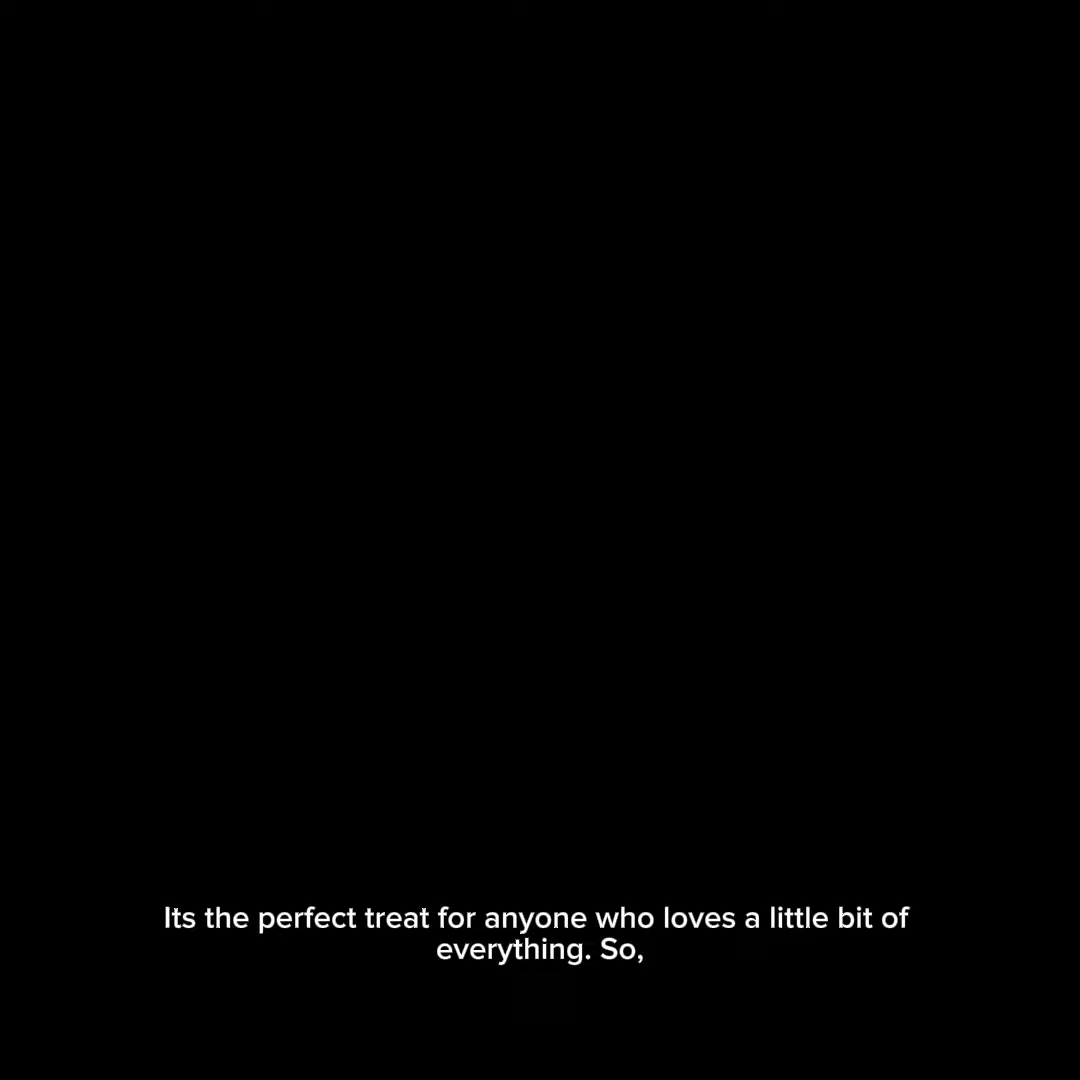 Its the perfect treat for anyone who loves a little bit of
everything. So,